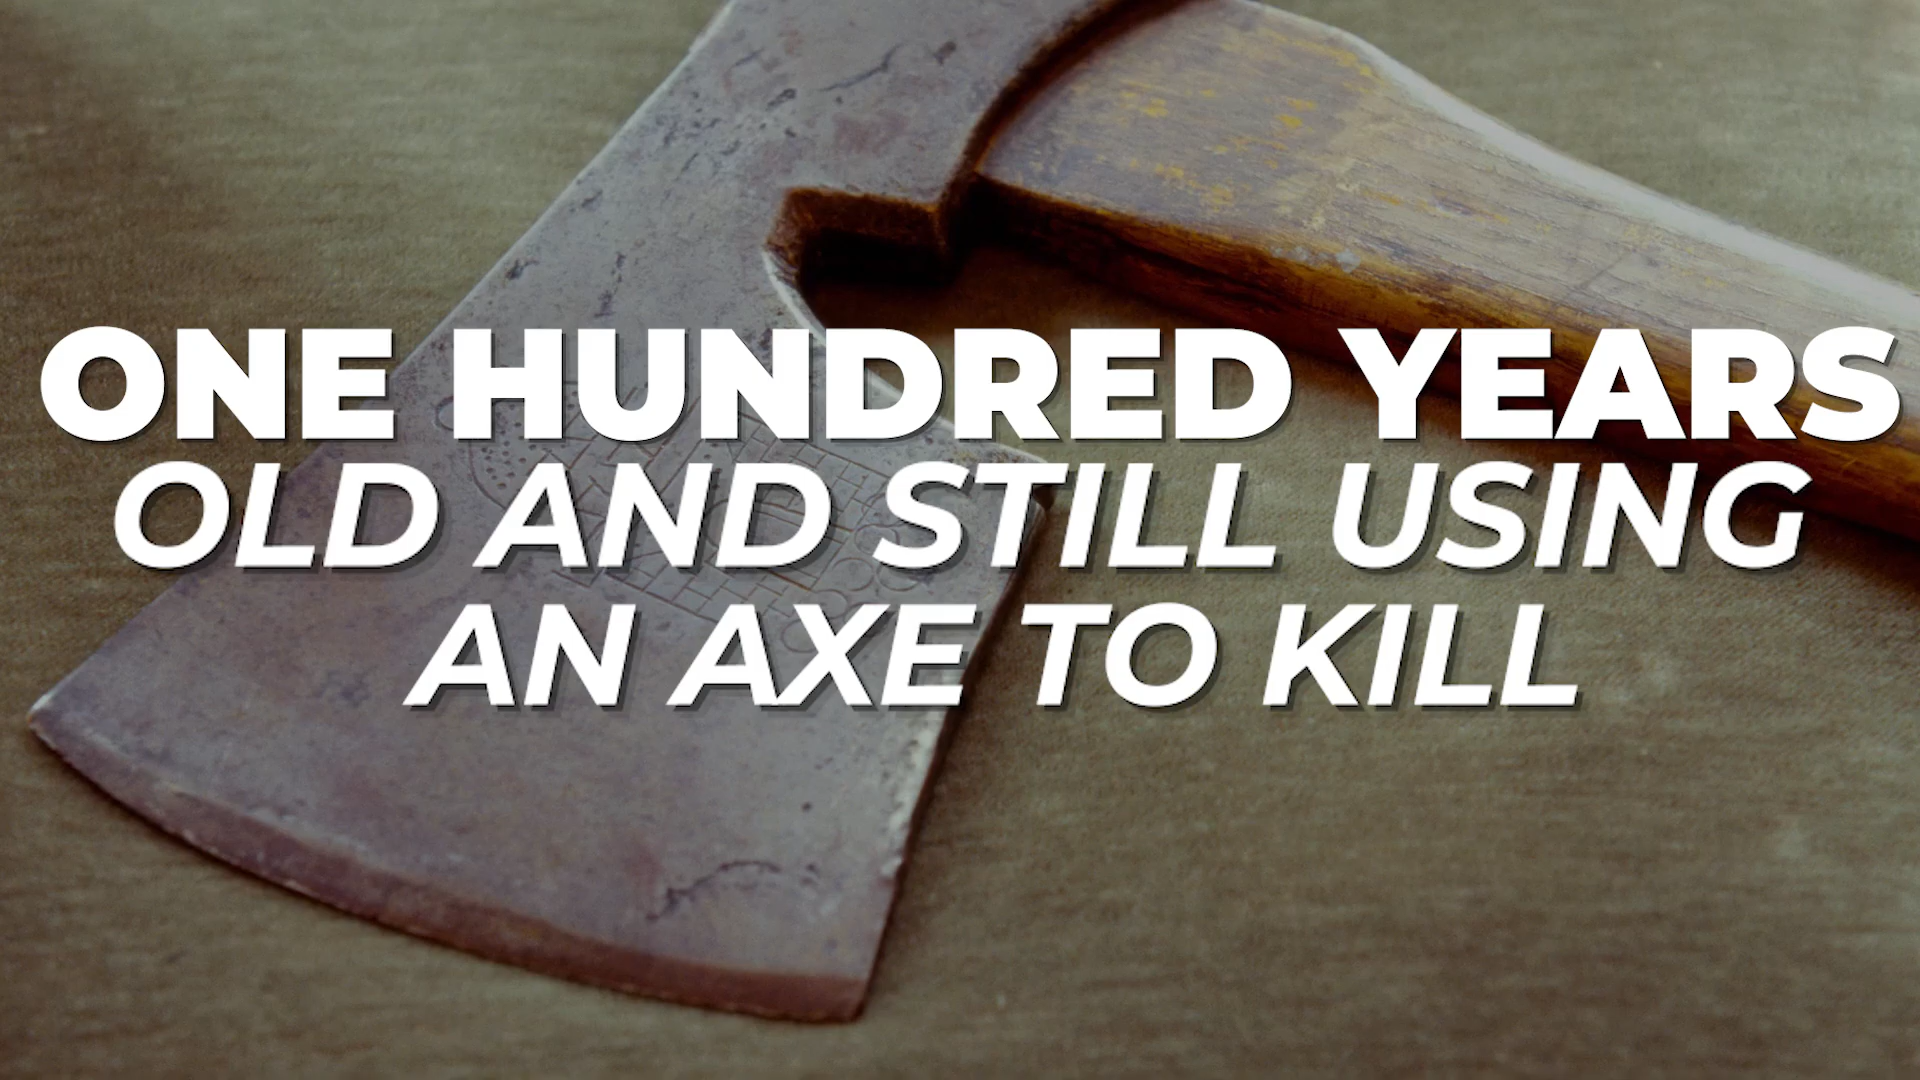 ONE HUNDRED YEARS
OLD AND STILL USING
AN AXE TO KILL